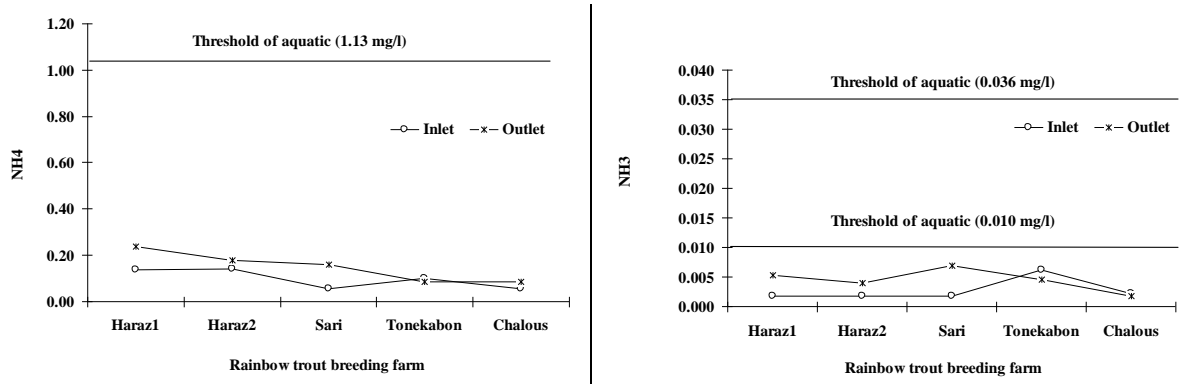 1.20
Threshold of aquatic (1.13 mg/l)
1.00
0.80
Inlet Outlet
0.60
0.40
0.20
0.00
NH4
Haraz1 Haraz2 Sari Tonekabon Chalous
Rainbow trout breeding farm
0.040
Threshold of aquatic (0.036 mg/l)
0.035
0.030
Inlet Outlet
0.025
0.020
0.015
Threshold of aquatic (0.010 mg/l)
0.010
0.005
0.000
NH3
Haraz1 Haraz2 Sari Tonekabon Chalous
Rainbow trout breeding farm